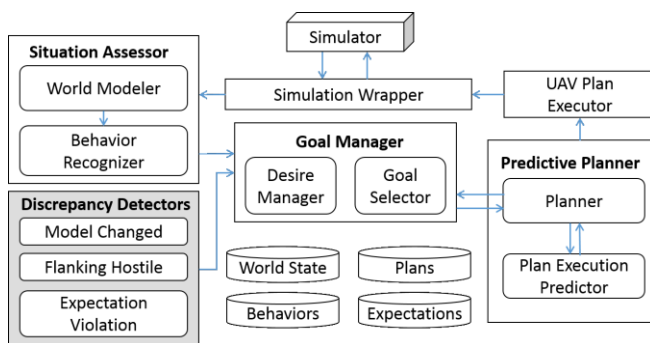 Simulator
Situation Assessor
World Modeler
Behavior
Recognizer
Simulation Wrapper
UAV Plan
Executor
Goal Manager
Desire
Manager
Goal
Selector
Predictive Planner
Planner
Plan Execution
Predictor
Discrepancy Detectors
Model Changed
Flanking Hostile
Expectation
Violation
World State
Plans
Behaviors
Expectations